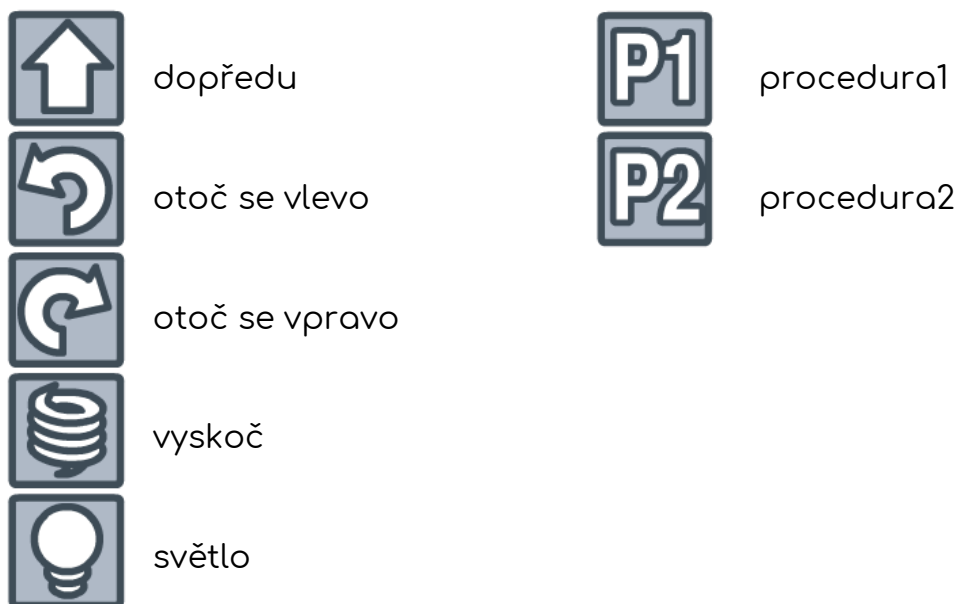 dopředu
otoč se vlevo
otoč se vpravo
vyskoč
světlo
P1 procedura1
P2 procedura2